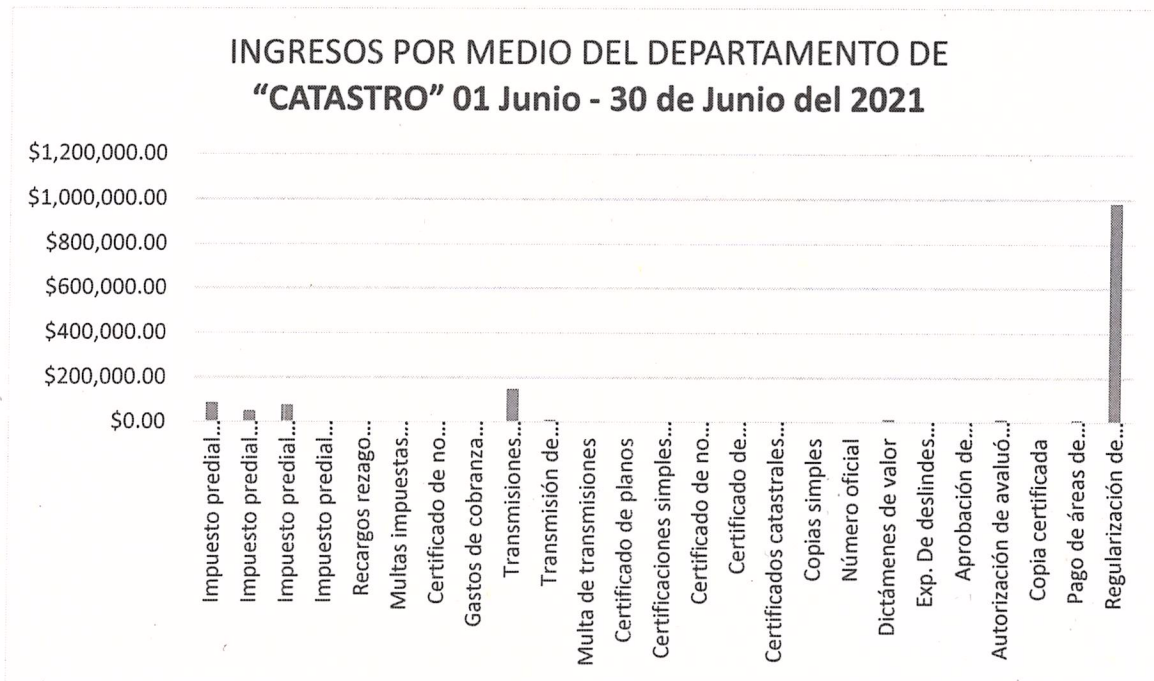 INGRESOS POR MEDIO DEL DEPARTAMENTO DE
“CATASTRO” 01 Junio - 30 de Junio del 2021
$1,200,000.00
$1,000,000.00
$800,000.00
$600,000.00
$400,000.00
$200,000.00
$0.00
Impuesto predial...
Impuesto predial...
Impuesto predial...
Impuesto predial...
Recargos rezago...
Multas impuestas...
Certificado de no...
Gastos de cobranza...
Transmisiones...
Transmisión de...
Multa de transmisiones
Certificado de planos
Certificaciones simples...
Certificado de no...
Certificado de...
Certificados catastrales...
Copias simples
Número oficial
Dictámenes de valor
Exp. De deslindes...
Aprobación de...
Autorización de avaluó...
Copia certificada
Pago de áreas de...
Regularización de...